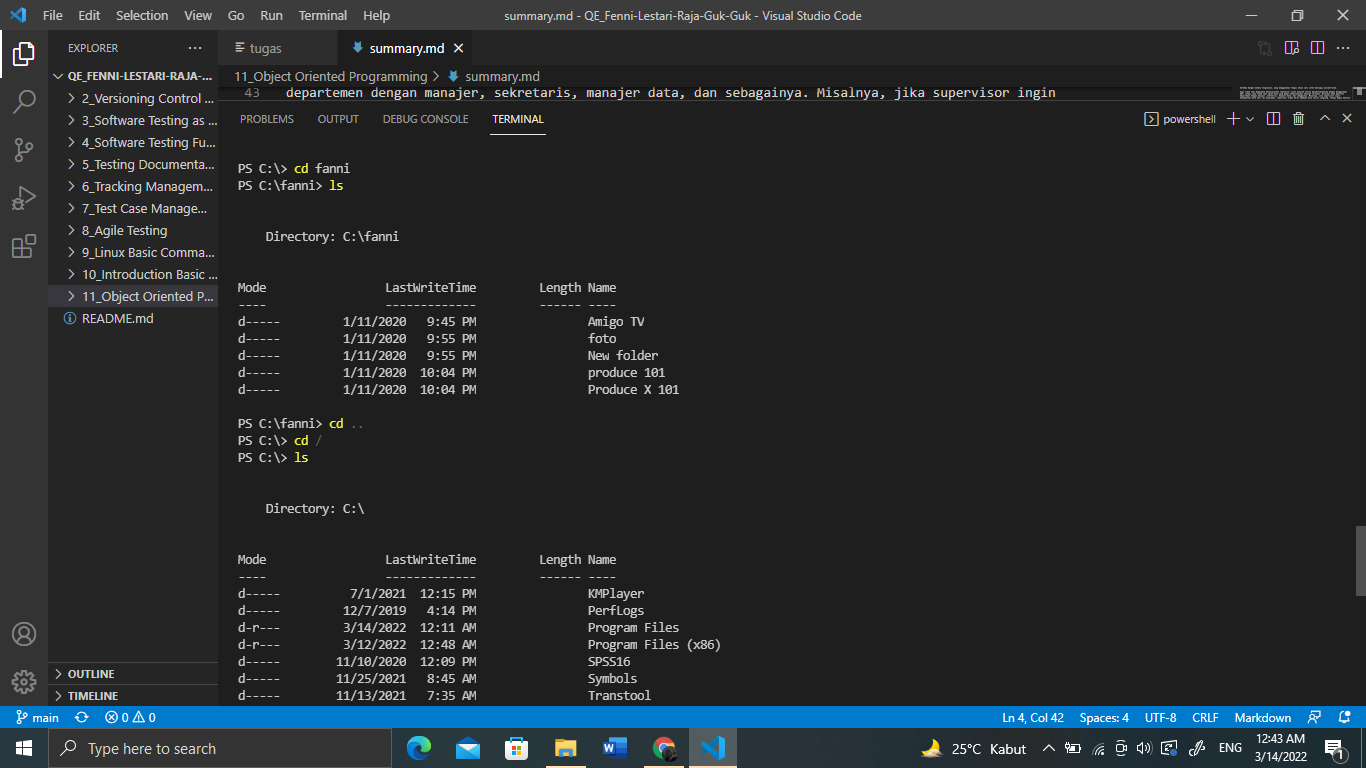 File Edit Selection View Go Run Terminal Help summary.md - QE_Fenni-Lestari-Raja-Guk-Guk - Visual Studio Code
EXPLORER
QE_FENNI-LESTARI-RAJA-...
2_Versioning Control ...
3_Software Testing as ...
4_Software Testing Fu...
5_Testing Documenta...
6_Tracking Managem...
7_Test Case Manage...
8_Agile Testing
9_Linux Basic Comma...
10_Introduction Basic ...
11_Object Oriented P...
README.md
OUTLINE
TIMELINE
tugas summary.md
11_Object Oriented Programming > summary.md
43 departemen dengan manajer, sekretaris, manajer data, dan sebagainya. Misalnya, jika supervisor ingin
PROBLEMS OUTPUT DEBUG CONSOLE TERMINAL powershell
PS C:\> cd fanni
PS C:\fanni> ls
Directory: C:\fanni
Mode LastWriteTime Length Name
---- ------------- ------ ----
d----- 1/11/2020 9:45 PM Amigo TV
d----- 1/11/2020 9:55 PM foto
d----- 1/11/2020 9:55 PM New folder
d----- 1/11/2020 10:04 PM produce 101
d----- 1/11/2020 10:04 PM Produce X 101
PS C:\fanni> cd ..
PS C:\> cd /
PS C:\> ls
Directory: C:\
Mode LastWriteTime Length Name
---- ------------- ------ ----
d----- 7/1/2021 12:15 PM KMPlayer
d----- 12/7/2019 4:14 PM PerfLogs
d-r--- 3/14/2022 12:11 AM Program Files
d-r--- 3/12/2022 12:48 AM Program Files (x86)
d----- 11/10/2020 12:09 PM SPSS16
d----- 11/25/2021 8:45 AM Symbols
d----- 11/13/2021 7:35 AM Transtool
main 0 0 Ln 4, Col 42 Spaces: 4 UTF-8 CRLF Markdown
Type here to search 25°C Kabut ENG 12:43 AM
3/14/2022 1